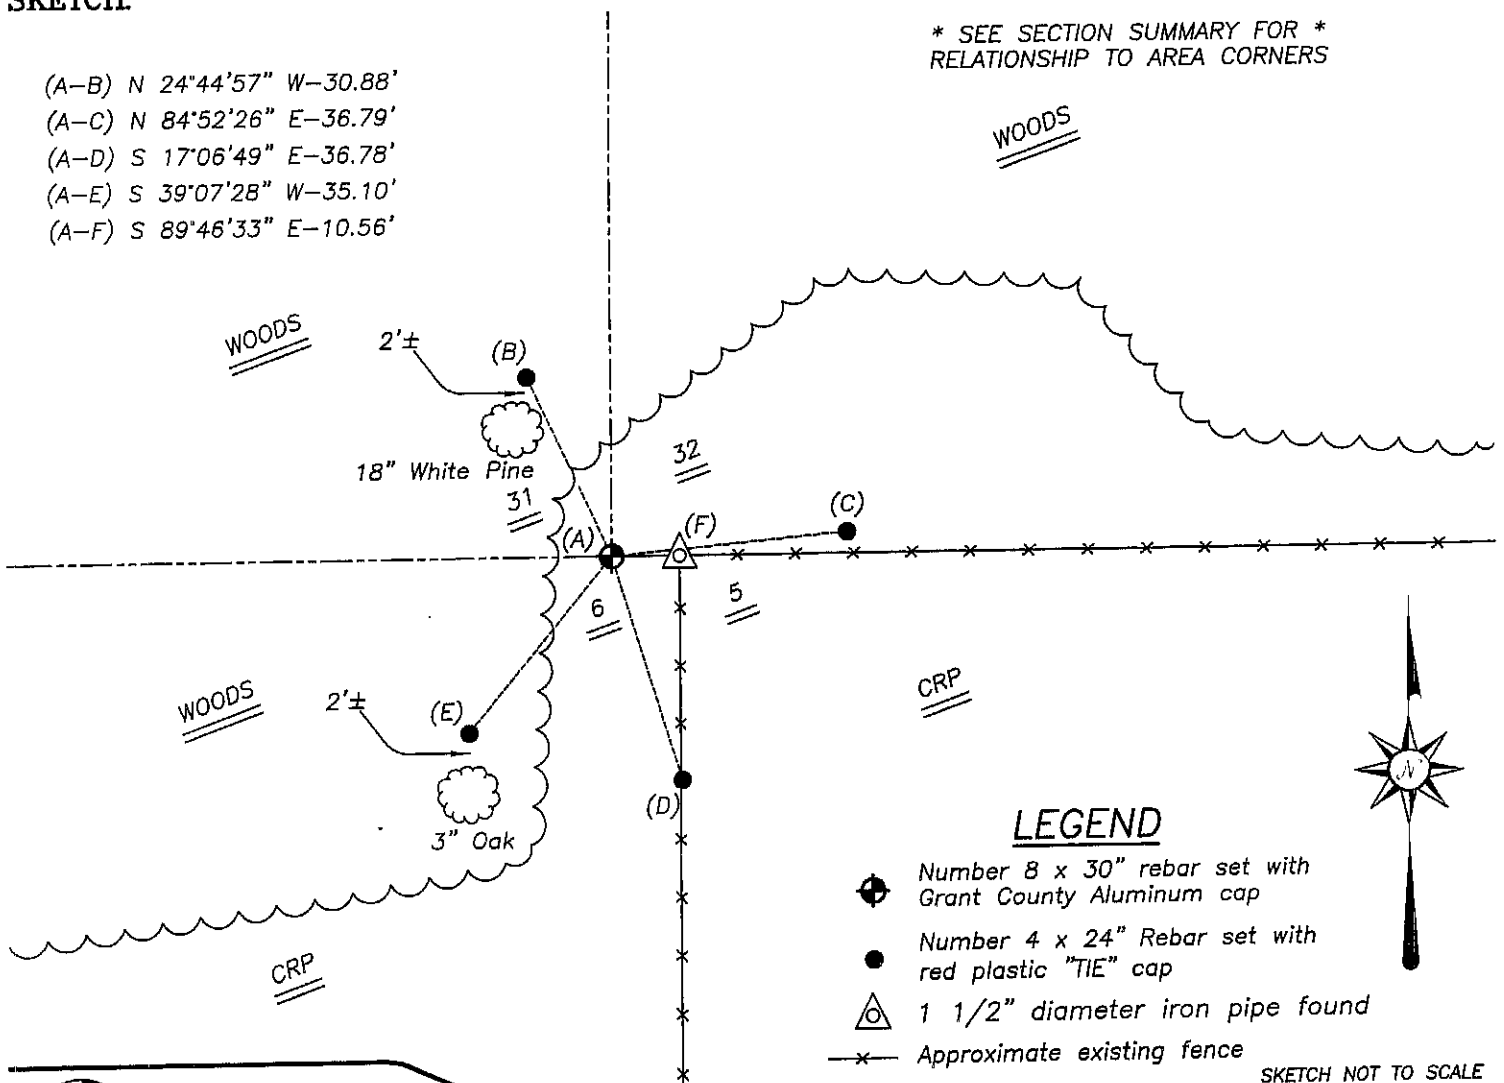 SKETCH:
* SEE SECTION SUMMARY FOR *
RELATIONSHIP TO AREA CORNERS
(A-B) N 24°44'57" W-30.88'
(A-C) N 84°52'26" E-36.79'
(A-D) S 17°06'49" E-36.78'
(A-E) S 39°07'28" W-35.10'
(A-F) S 89°46'33" E-10.56'
WOODS
WOODS
2'±
(B)
18" White Pine
31
32
(A)
(F)
(C)
6
5
WOODS
2'±
(E)
3" Oak
(D)
CRP
CRP
N
LEGEND
Number 8 x 30" rebar set with
Grant County Aluminum cap
Number 4 x 24" Rebar set with
red plastic "TIE" cap
1 1/2" diameter iron pipe found
Approximate existing fence
SKETCH NOT TO SCALE